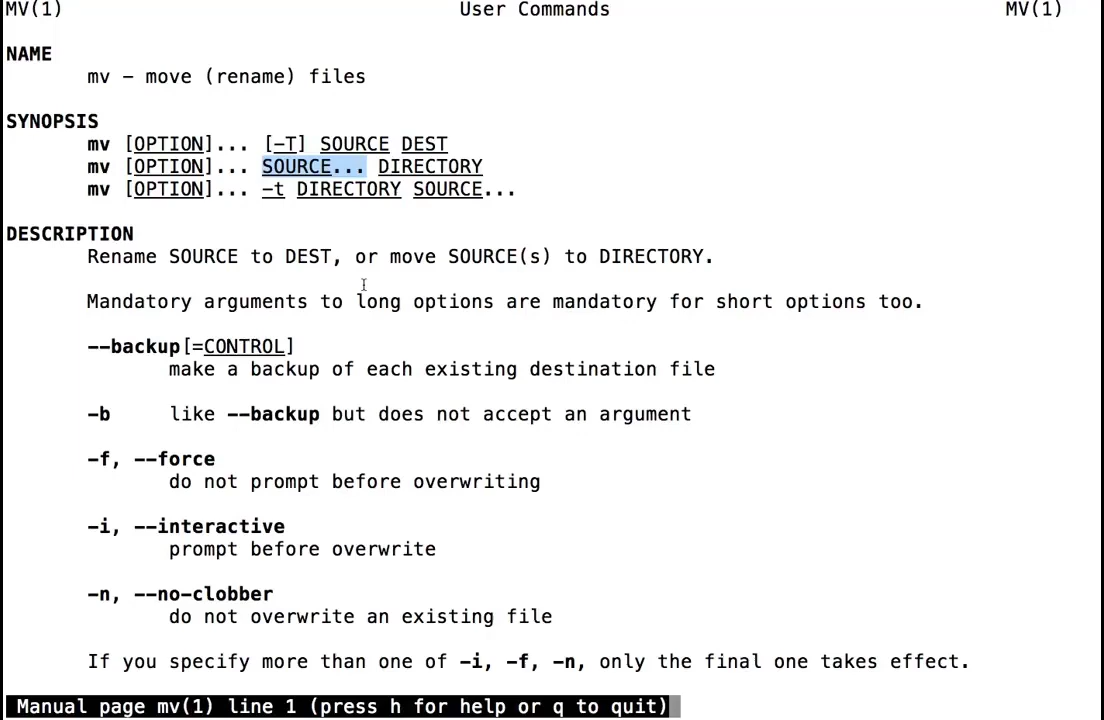 MV(1) User Commands MV(1)
NAME
mv – move (rename) files
SYNOPSIS
mv [OPTION]... [–T] SOURCE DEST
mv [OPTION]... SOURCE... DIRECTORY
mv [OPTION]... –t DIRECTORY SOURCE...
DESCRIPTION
Rename SOURCE to DEST, or move SOURCE(s) to DIRECTORY.
Mandatory arguments to long options are mandatory for short options too.
––backup[=CONTROL]
make a backup of each existing destination file
–b like ––backup but does not accept an argument
–f, ––force
do not prompt before overwriting
–i, ––interactive
prompt before overwrite
–n, ––no–clobber
do not overwrite an existing file
If you specify more than one of –i, –f, –n, only the final one takes effect.
Manual page mv(1) line 1 (press h for help or q to quit)